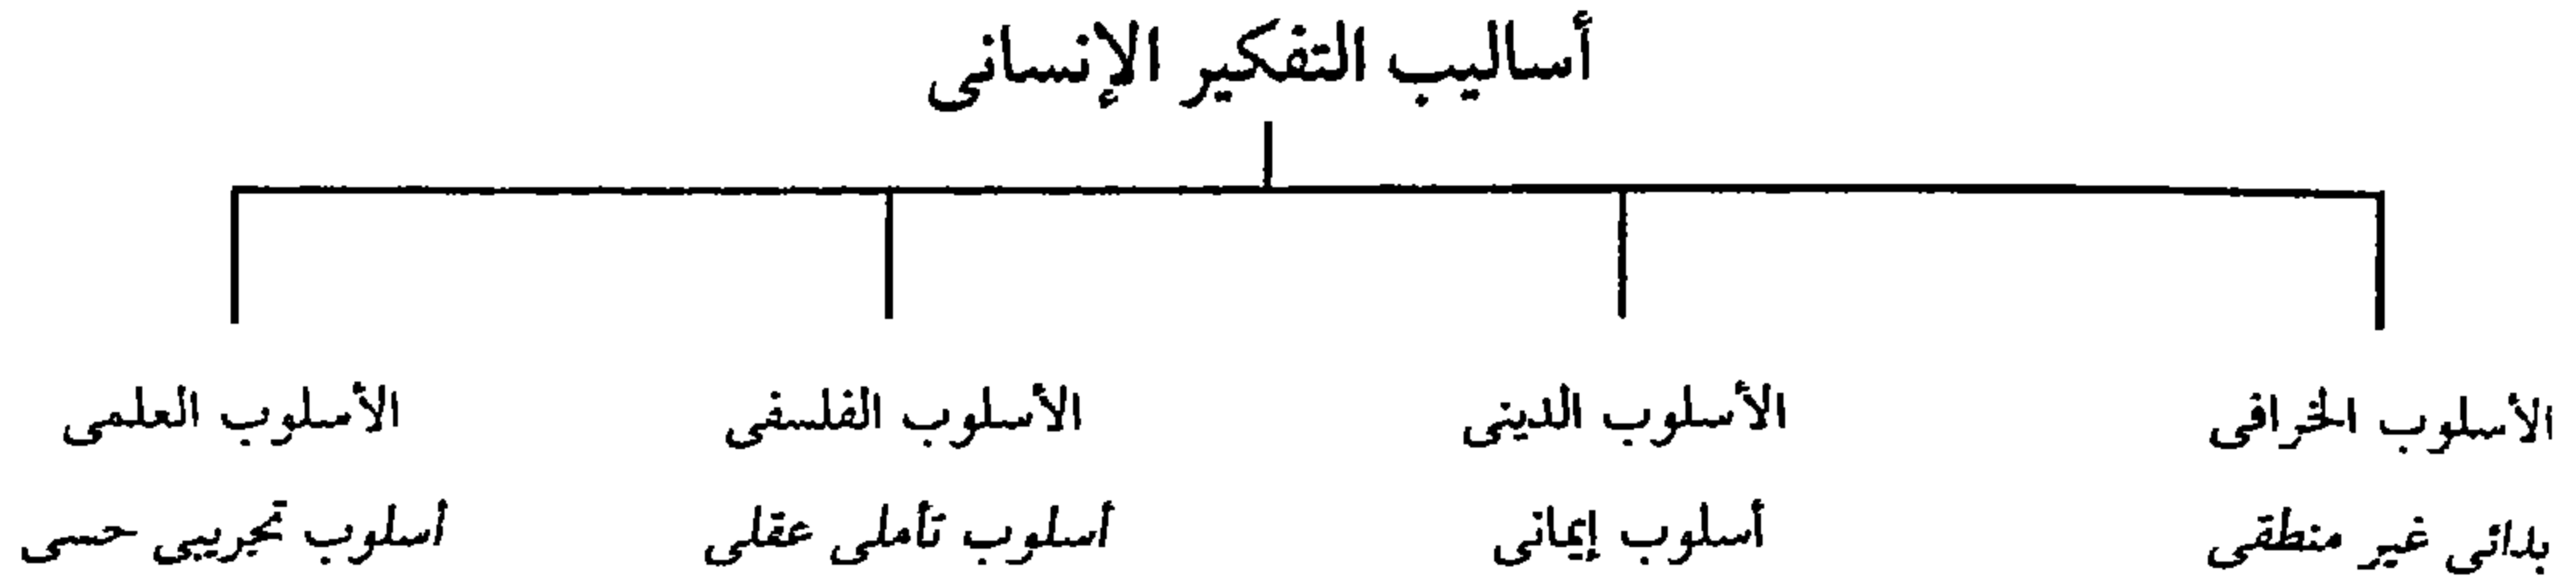 أساليب التفكير الإنسانى
الأسلوب الخرافى
بدائى غير منطقى
الأسلوب الدينى
أسلوب إيمانى
الأسلوب الفلسفى
أسلوب تأملى عقلى
الأسلوب العلمى
أسلوب تجريبى حسى